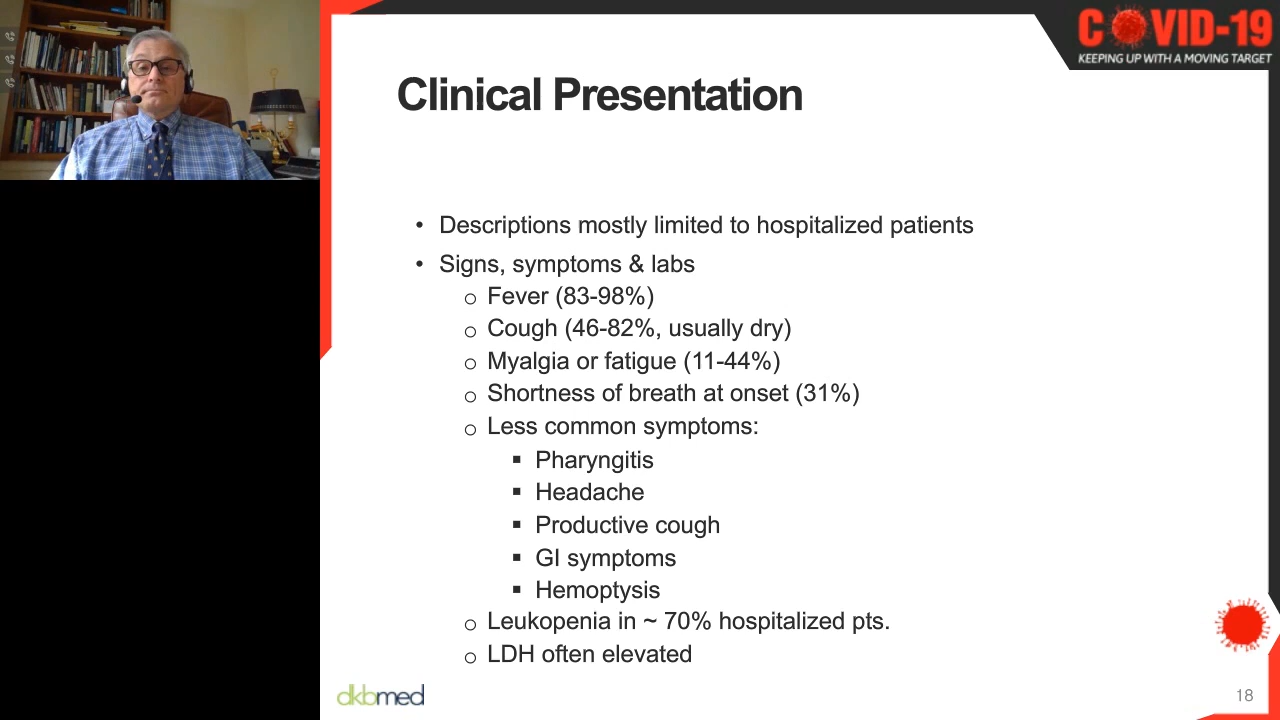 COVID-19
KEEPING UP WITH A MOVING TARGET
Clinical Presentation
• Descriptions mostly limited to hospitalized patients
• Signs, symptoms & labs
o Fever (83-98%)
o Cough (46-82%, usually dry)
o Myalgia or fatigue (11-44%)
o Shortness of breath at onset (31%)
o Less common symptoms:
▪ Pharyngitis
▪ Headache
▪ Productive cough
▪ GI symptoms
▪ Hemoptysis
o Leukopenia in ~ 70% hospitalized pts.
o LDH often elevated
dkbmed
18